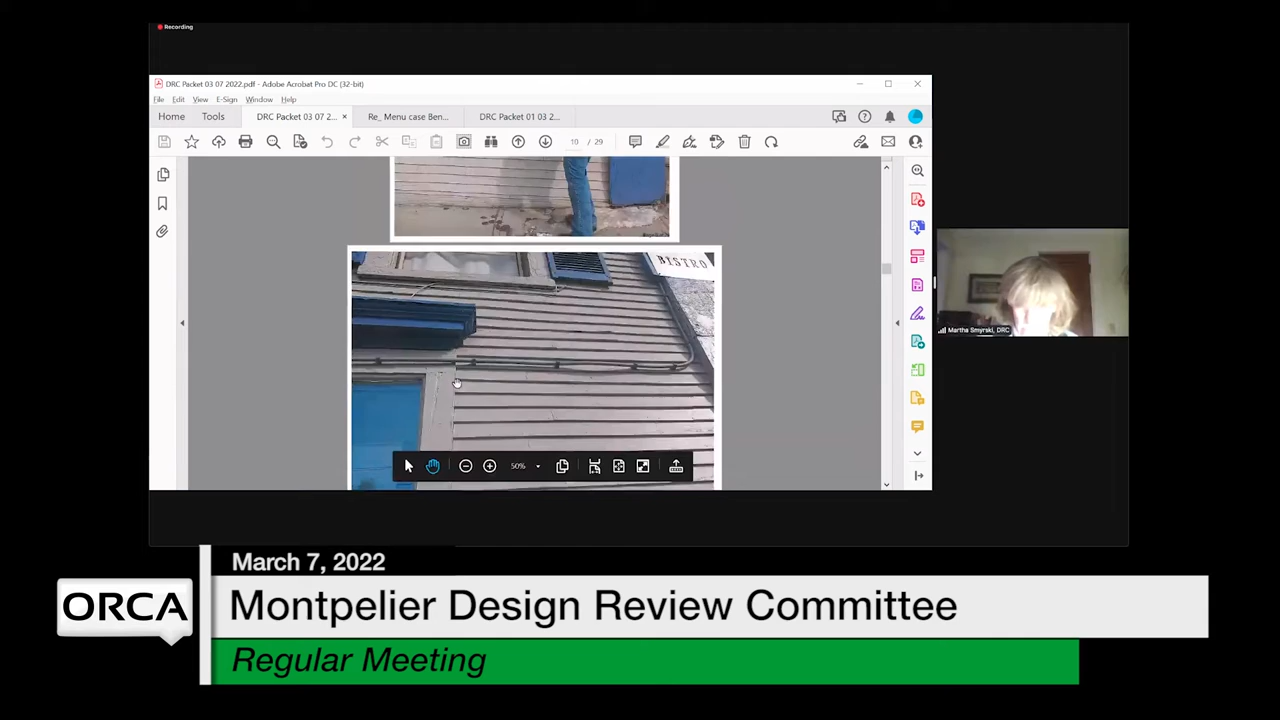 Recording
DRC Packet 03 07 2022.pdf - Adobe Acrobat Pro DC (32-bit)
File Edit View E-Sign Window Help
Home Tools DRC Packet 03 07 2... × Re_ Menu case Ben... DRC Packet 01 03 2...
10 / 29
BISTRO
Martha Smyrski, DRC
50%
March 7, 2022
ORCA
Montpelier Design Review Committee
Regular Meeting